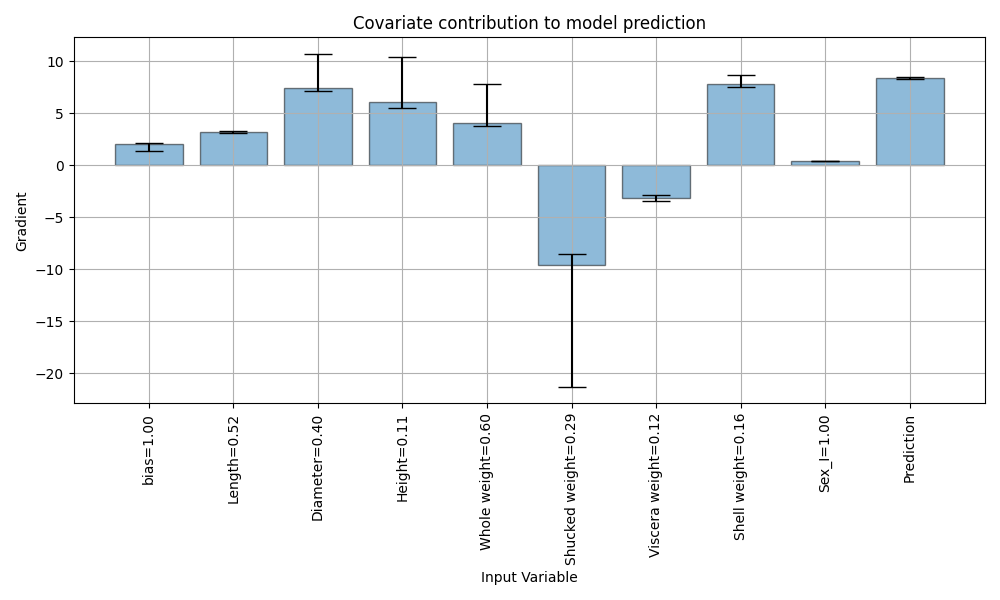 Covariate contribution to model prediction
Gradient
10
5
0
−5
−10
−15
−20
bias=1.00
Length=0.52
Diameter=0.40
Height=0.11
Whole weight=0.60
Shucked weight=0.29
Viscera weight=0.12
Shell weight=0.16
Sex_I=1.00
Prediction
Input Variable